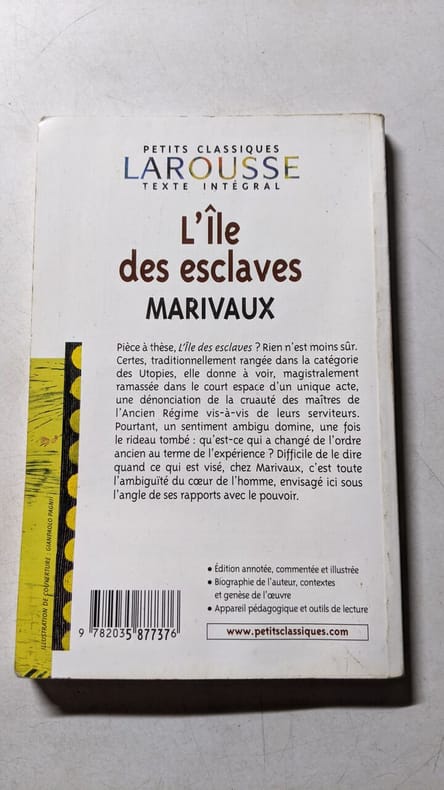 PETITS CLASSIQUES
LAROUSSE
TEXTE INTÉGRAL
L'Île
des esclaves
MARIVAUX
Pièce à thèse, L'Île des esclaves ? Rien n'est moins sûr.
Certes, traditionnellement rangée dans la catégorie
des Utopies, elle donne à voir, magistralement
ramassée dans le court espace d'un unique acte,
une dénonciation de la cruauté des maîtres de
l'Ancien Régime vis-à-vis de leurs serviteurs.
Pourtant, un sentiment ambigu domine, une fois
le rideau tombé : qu'est-ce qui a changé de l'ordre
ancien au terme de l'expérience ? Difficile de le dire
quand ce qui est visé, chez Marivaux, c'est toute
l'ambiguïté du cœur de l'homme, envisagé ici sous
l'angle de ses rapports avec le pouvoir.
• Édition annotée, commentée et illustrée
• Biographie de l'auteur, contextes
et genèse de l'œuvre
• Appareil pédagogique et outils de lecture
www.petitsclassiques.com
9 782035 877376
ILLUSTRATION DE COUVERTURE : GIANPAOLO PAGNI